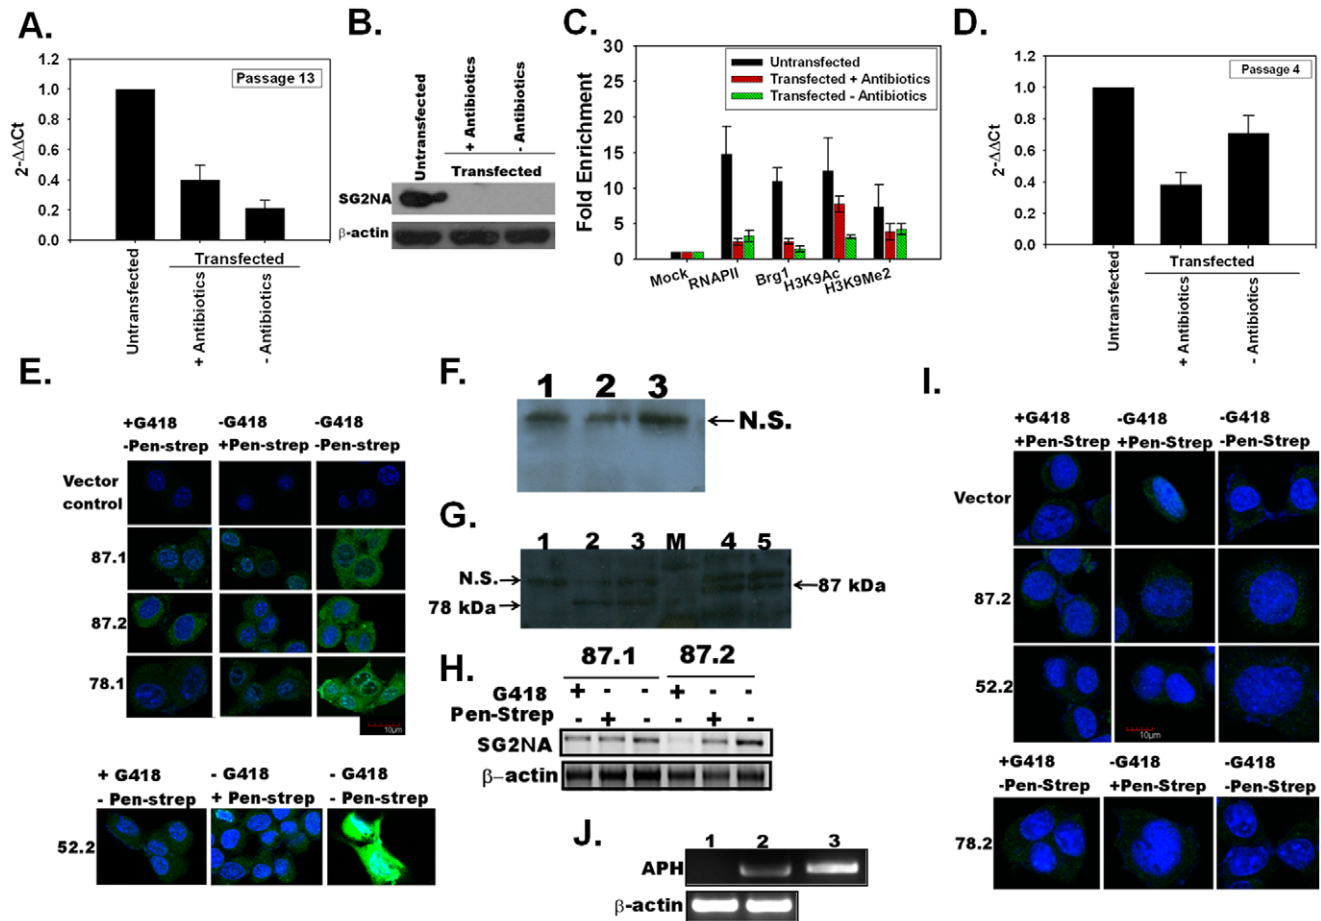 A.
2-ΔΔCt
1.2
1.0
0.8
0.6
0.4
0.2
0.0
Passage 13
Untransfected
Transfected
+ Antibiotics
- Antibiotics
B.
Untransfected
+ Antibiotics
- Antibiotics
Transfected
SG2NA
β-actin
C.
Fold Enrichment
30
25
20
15
10
5
0
Untransfected
Transfected + Antibiotics
Transfected - Antibiotics
Mock
RNAPII
Brg1
H3K9Ac
H3K9Me2
D.
2-ΔΔCt
1.2
1.0
0.8
0.6
0.4
0.2
0.0
Passage 4
Untransfected
Transfected
+ Antibiotics
- Antibiotics
E.
+G418 -G418 -G418
-Pen-strep +Pen-strep -Pen-strep
Vector
control
87.1
87.2
78.1
10µm
+ G418 - G418 - G418
- Pen-strep + Pen-strep - Pen-strep
52.2
F.
1 2 3
N.S.
G.
1 2 3 M 4 5
N.S.
87 kDa
78 kDa
H.
87.1 87.2
G418 + - - + - -
Pen-Strep - + - - + -
SG2NA
β-actin
I.
+G418 -G418 -G418
+Pen-Strep +Pen-Strep -Pen-Strep
Vector
87.2
52.2
10µm
+G418 -G418 -G418
-Pen-Strep +Pen-Strep -Pen-Strep
78.2
J.
1 2 3
APH
β-actin